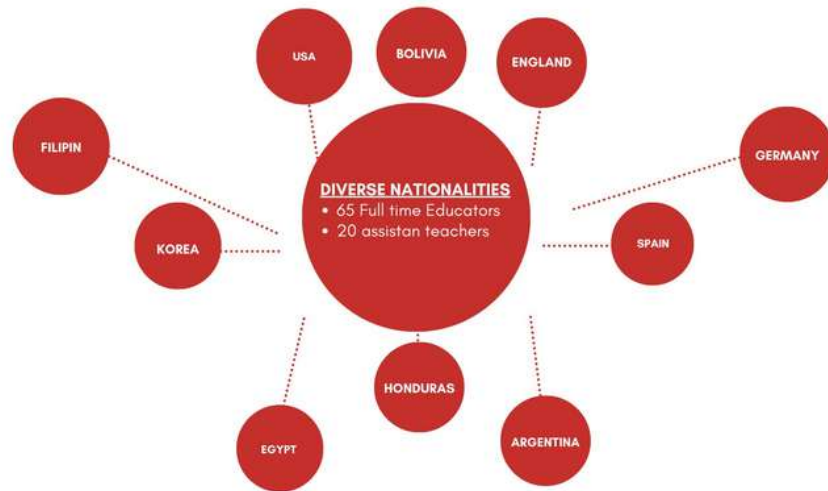 USA
BOLIVIA
ENGLAND
FILIPIN
GERMANY
DIVERSE NATIONALITIES
• 65 Full time Educators
• 20 assistan teachers
KOREA
SPAIN
HONDURAS
EGYPT
ARGENTINA